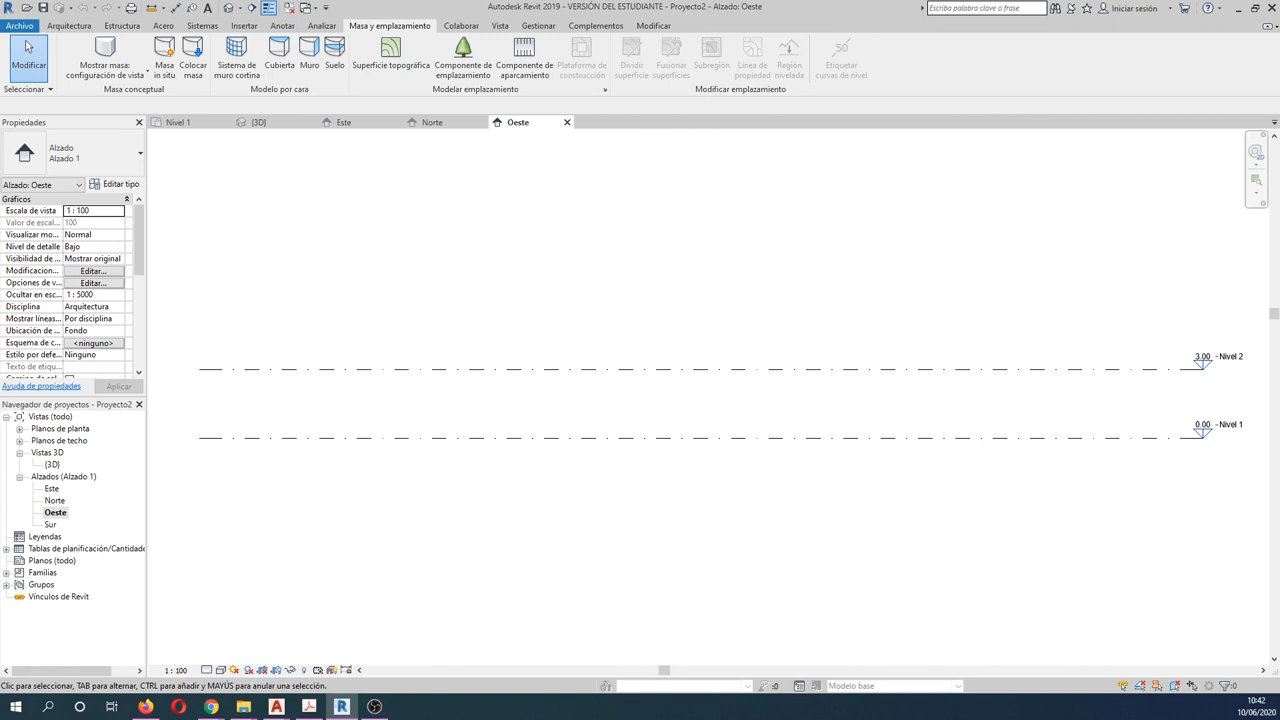 Autodesk Revit 2019 - VERSIÓN DEL ESTUDIANTE - Proyecto2 - Alzado: Oeste
Escriba palabra clave o frase
Iniciar sesión
Archivo Arquitectura Estructura Acero Sistemas Insertar Anotar Analizar Masa y emplazamiento Colaborar Vista Gestionar Complementos Modificar
Modificar
Mostrar masa:
configuración de vista
Masa
in situ
Colocar
masa
Sistema de
muro cortina
Cubierta
Muro
Suelo
Superficie topográfica
Componente de
emplazamiento
Componente de
aparcamiento
Plataforma de
construcción
Dividir
superficie
Fusionar
superficies
Subregión
Línea de
propiedad
Región
nivelada
50
Etiquetar
curvas de nivel
Seleccionar
Masa conceptual
Modelo por cara
Modelar emplazamiento
Modificar emplazamiento
Propiedades
Nivel 1
{3D}
Este
Norte
Oeste
Alzado
Alzado 1
Alzado: Oeste
Editar tipo
Gráficos
Escala de vista 1 : 100
Valor de escal... 100
Visualizar mo... Normal
Nivel de detalle Bajo
Visibilidad de ... Mostrar original
Modificacion... Editar...
Opciones de v... Editar...
Ocultar en esc... 1 : 5000
Disciplina Arquitectura
Mostrar líneas... Por disciplina
Ubicación de ... Fondo
Esquema de c... <ninguno>
Estilo por defe... Ninguno
Texto de etiqu...
Ayuda de propiedades
Aplicar
3.00 - Nivel 2
0.00 - Nivel 1
Navegador de proyectos - Proyecto2
Vistas (todo)
Planos de planta
Planos de techo
Vistas 3D
{3D}
Alzados (Alzado 1)
Este
Norte
Oeste
Sur
Leyendas
Tablas de planificación/Cantidade
Planos (todo)
Familias
Grupos
Vínculos de Revit
1 : 100
Clic para seleccionar, TAB para alternar, CTRL para añadir y MAYÚS para anular una selección.
:0
Modelo base
:0
10:42
10/06/2020